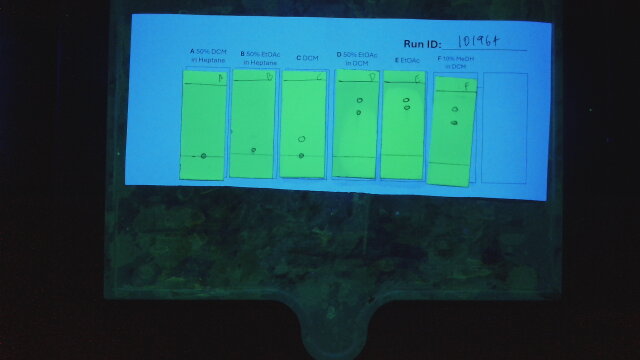 Run ID: 101964
A 50% DCM
in Heptane
B 50% EtOAc
in Heptane
C DCM
D 50% EtOAc
in DCM
E EtOAc
F 10% MeOH
in DCM
A
B
C
D
E
F